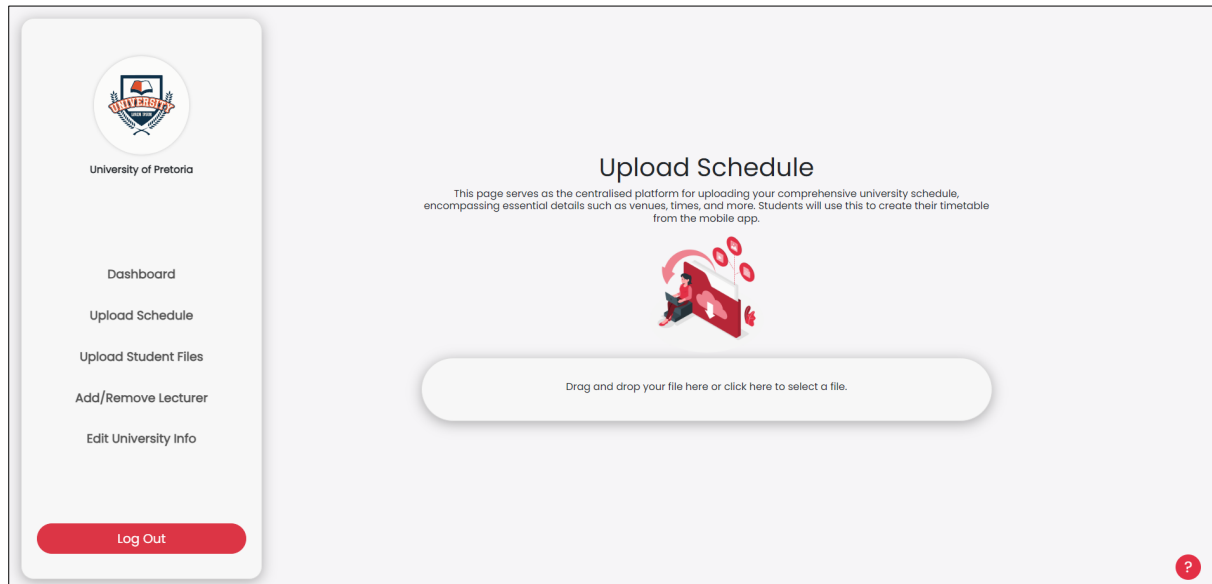 UNIVERSITY
University of Pretoria
Dashboard
Upload Schedule
Upload Student Files
Add/Remove Lecturer
Edit University Info
Log Out
Upload Schedule
This page serves as the centralised platform for uploading your comprehensive university schedule,
encompassing essential details such as venues, times, and more. Students will use this to create their timetable
from the mobile app.
Drag and drop your file here or click here to select a file.
?